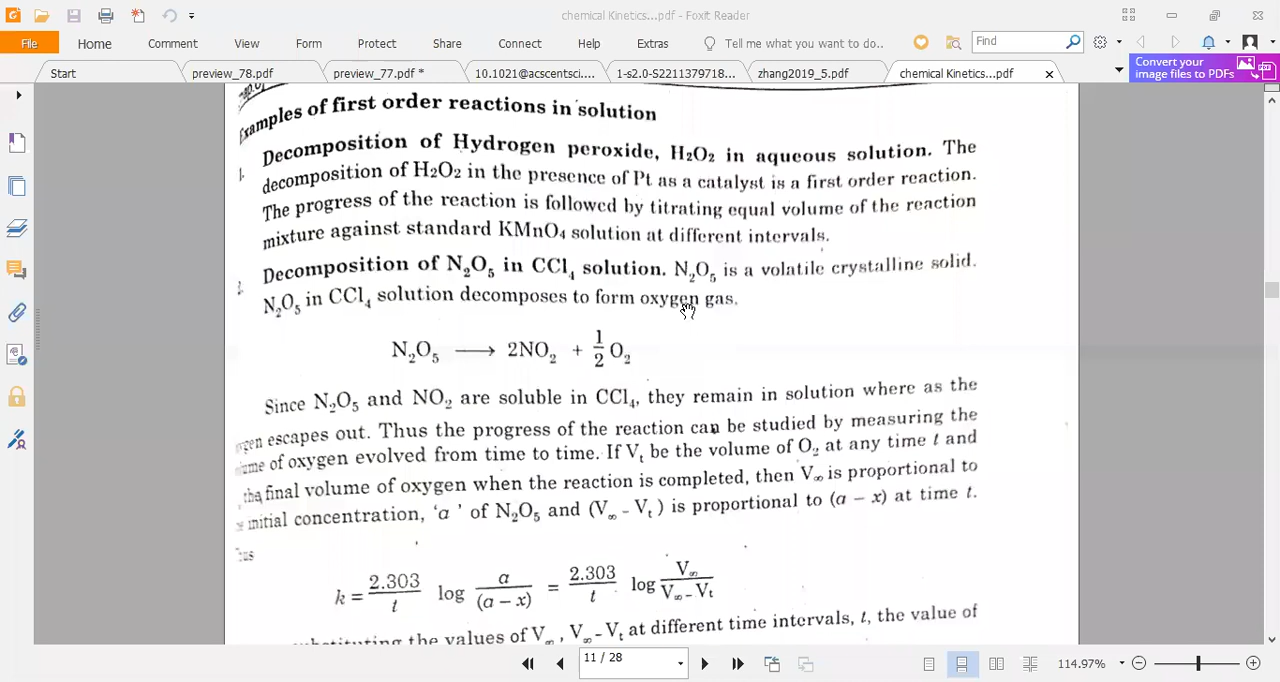 chemical Kinetics...pdf - Foxit Reader
File Home Comment View Form Protect Share Connect Help Extras Tell me what you want to do.. Find
Start preview_78.pdf preview_77.pdf * 10.1021@acscentsci.... 1-s2.0-S2211379718... zhang2019_5.pdf chemical Kinetics...pdf
Convert your
image files to PDFs
Examples of first order reactions in solution
1. Decomposition of Hydrogen peroxide, H2O2 in aqueous solution. The
decomposition of H2O2 in the presence of Pt as a catalyst is a first order reaction.
The progress of the reaction is followed by titrating equal volume of the reaction
mixture against standard KMnO4 solution at different intervals.
Decomposition of N₂O₅ in CCl₄ solution. N₂O₅ is a volatile crystalline solid.
N₂O₅ in CCl₄ solution decomposes to form oxygen gas.
N₂O₅ ⟶ 2NO₂ + 1/2 O₂
Since N₂O₅ and NO₂ are soluble in CCl₄, they remain in solution where as the
escapes out. Thus the progress of the reaction can be studied by measuring the
of oxygen evolved from time to time. If Vₜ be the volume of O₂ at any time t and
the final volume of oxygen when the reaction is completed, then V∞ is proportional to
initial concentration, 'a' of N₂O₅ and (V∞ - Vₜ) is proportional to (a – x) at time t.
k = 2.303/t log a/(a – x) = 2.303/t log V∞/(V∞ - Vₜ)
the values of V∞, V∞ – Vₜ at different time intervals, t, the value of
11 / 28
114.97%